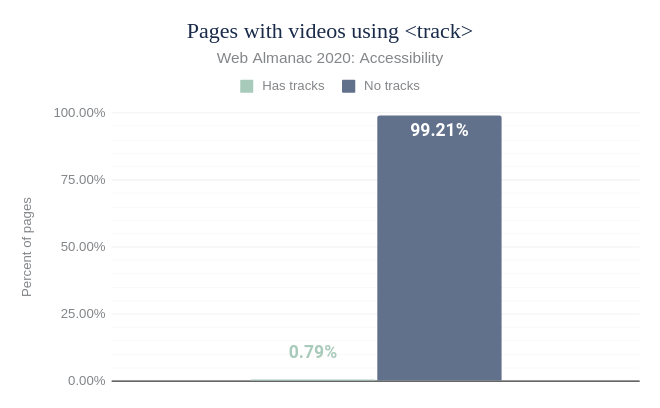 Pages with videos using <track>
Web Almanac 2020: Accessibility
Has tracks No tracks
100.00%
99.21%
75.00%
50.00%
25.00%
0.79%
0.00%
Percent of pages